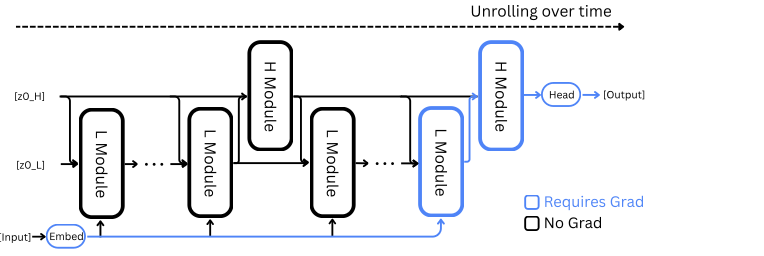 Unrolling over time
[z0_H]
H Module
H Module
Head
[Output]
[z0_L]
L Module
...
L Module
L Module
...
L Module
Requires Grad
No Grad
[Input]
Embed